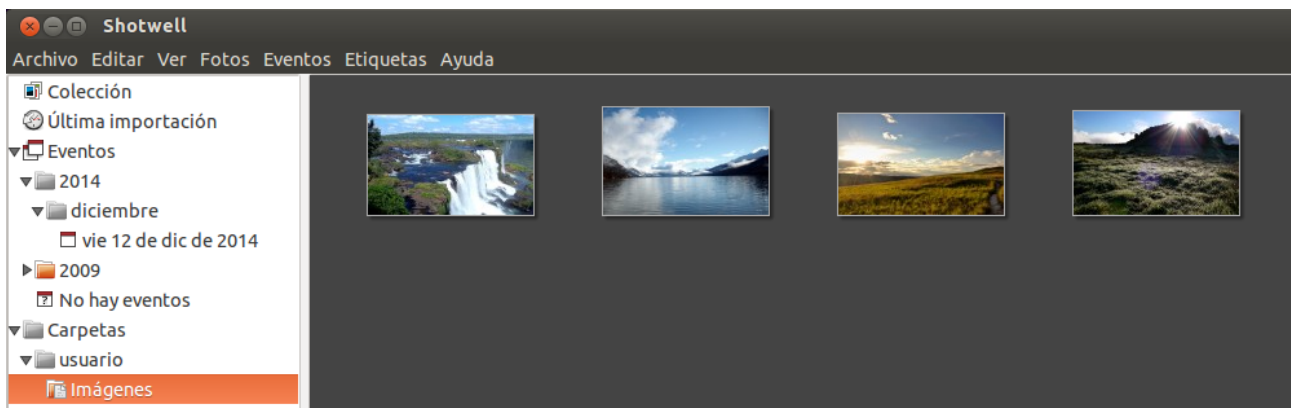 Shotwell
Archivo Editar Ver Fotos Eventos Etiquetas Ayuda
Colección
Última importación
Eventos
2014
diciembre
vie 12 de dic de 2014
2009
No hay eventos
Carpetas
usuario
Imágenes